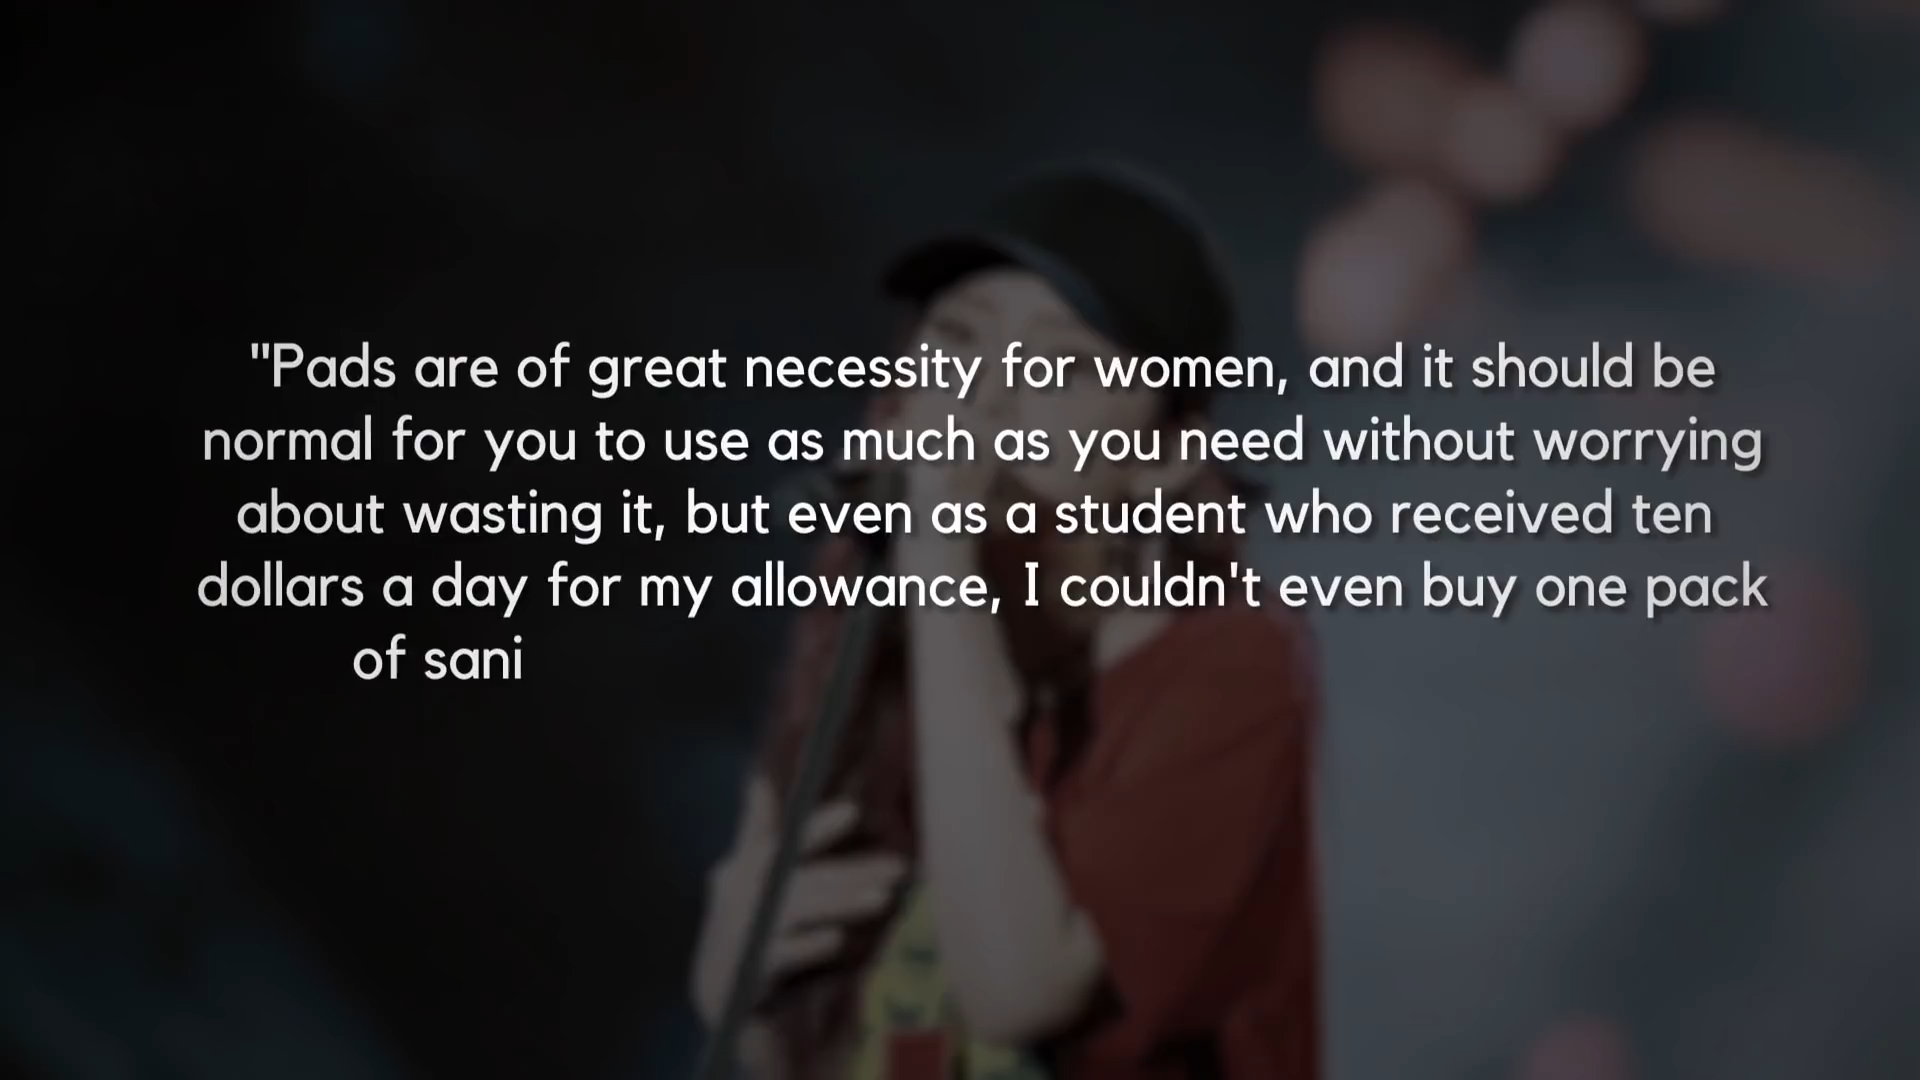 "Pads are of great necessity for women, and it should be
normal for you to use as much as you need without worrying
about wasting it, but even as a student who received ten
dollars a day for my allowance, I couldn't even buy one pack
of sani